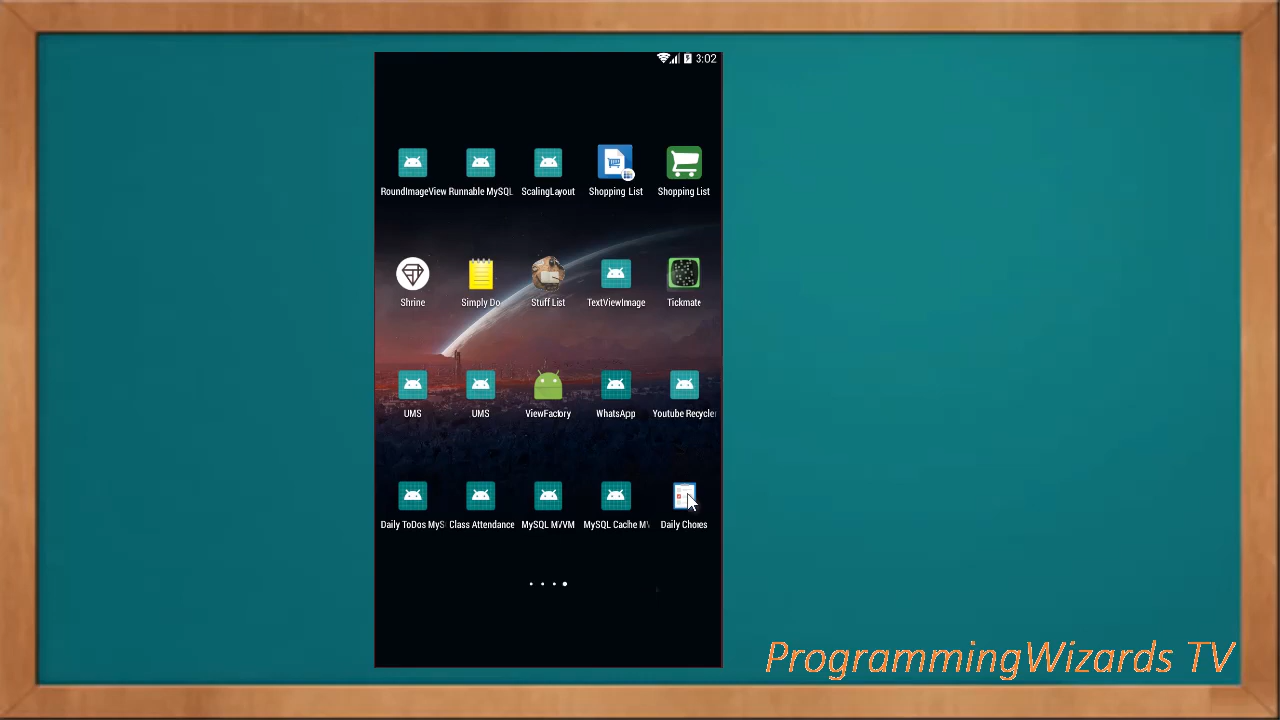 3:02
RoundImageView Runnable MySQL ScalingLayout Shopping List Shopping List
Shrine Simply Do Stuff List TextViewImage Tickmate
UMS UMS ViewFactory WhatsApp Youtube Recycler
Daily ToDos MyS Class Attendance MySQL MVVM MySQL Cache MV Daily Chores
ProgrammingWizards TV